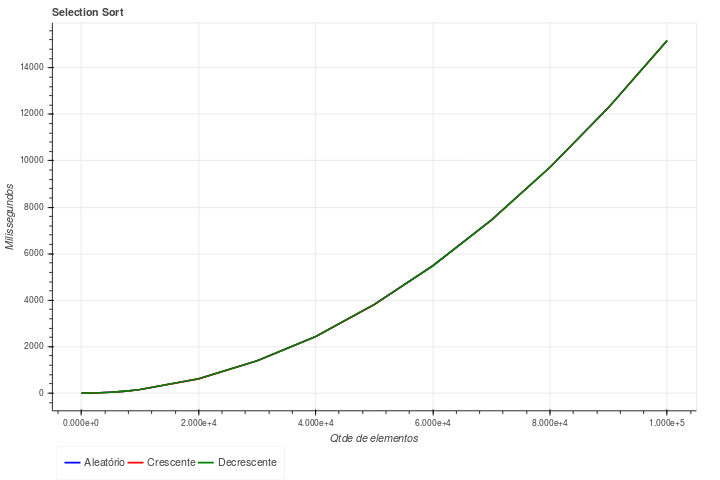 Selection Sort
14000
12000
10000
8000
6000
4000
2000
0
Milissegundos
0.000e+0 2.000e+4 4.000e+4 6.000e+4 8.000e+4 1.000e+5
Qtde de elementos
Aleatório Crescente Decrescente